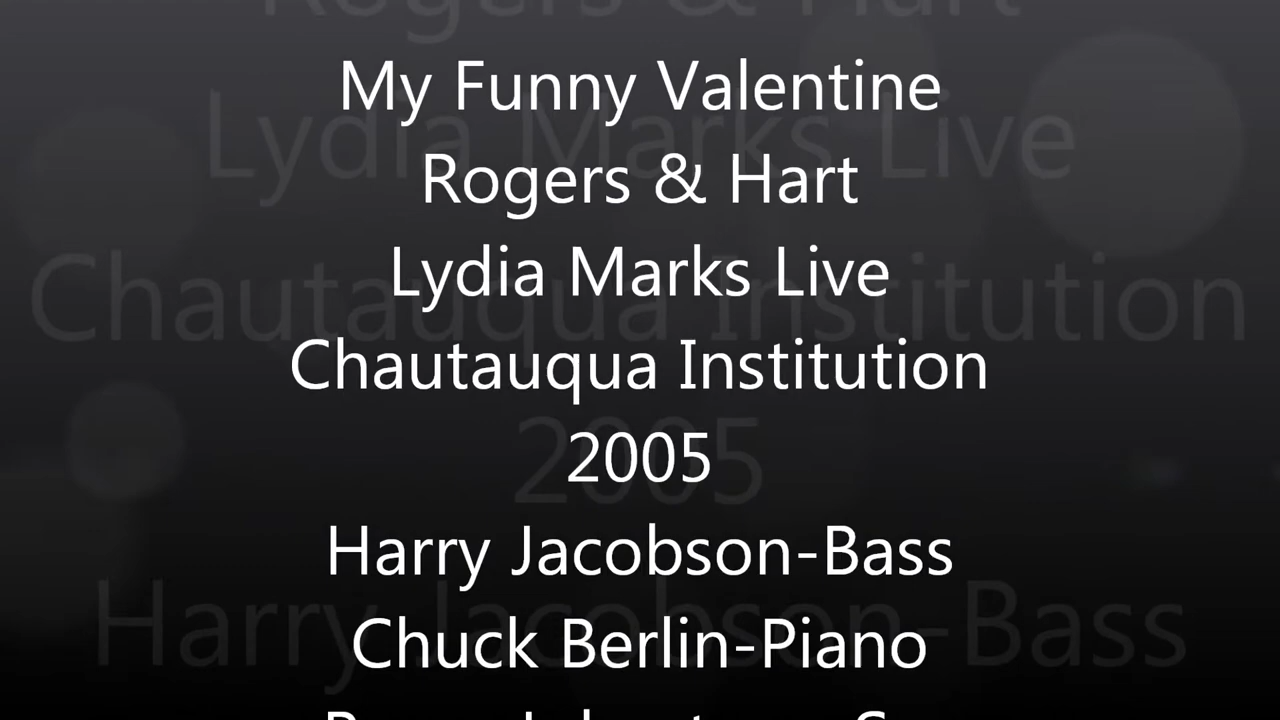 My Funny Valentine
Rogers & Hart
Lydia Marks Live
Chautauqua Institution
2005
Harry Jacobson-Bass
Chuck Berlin-Piano